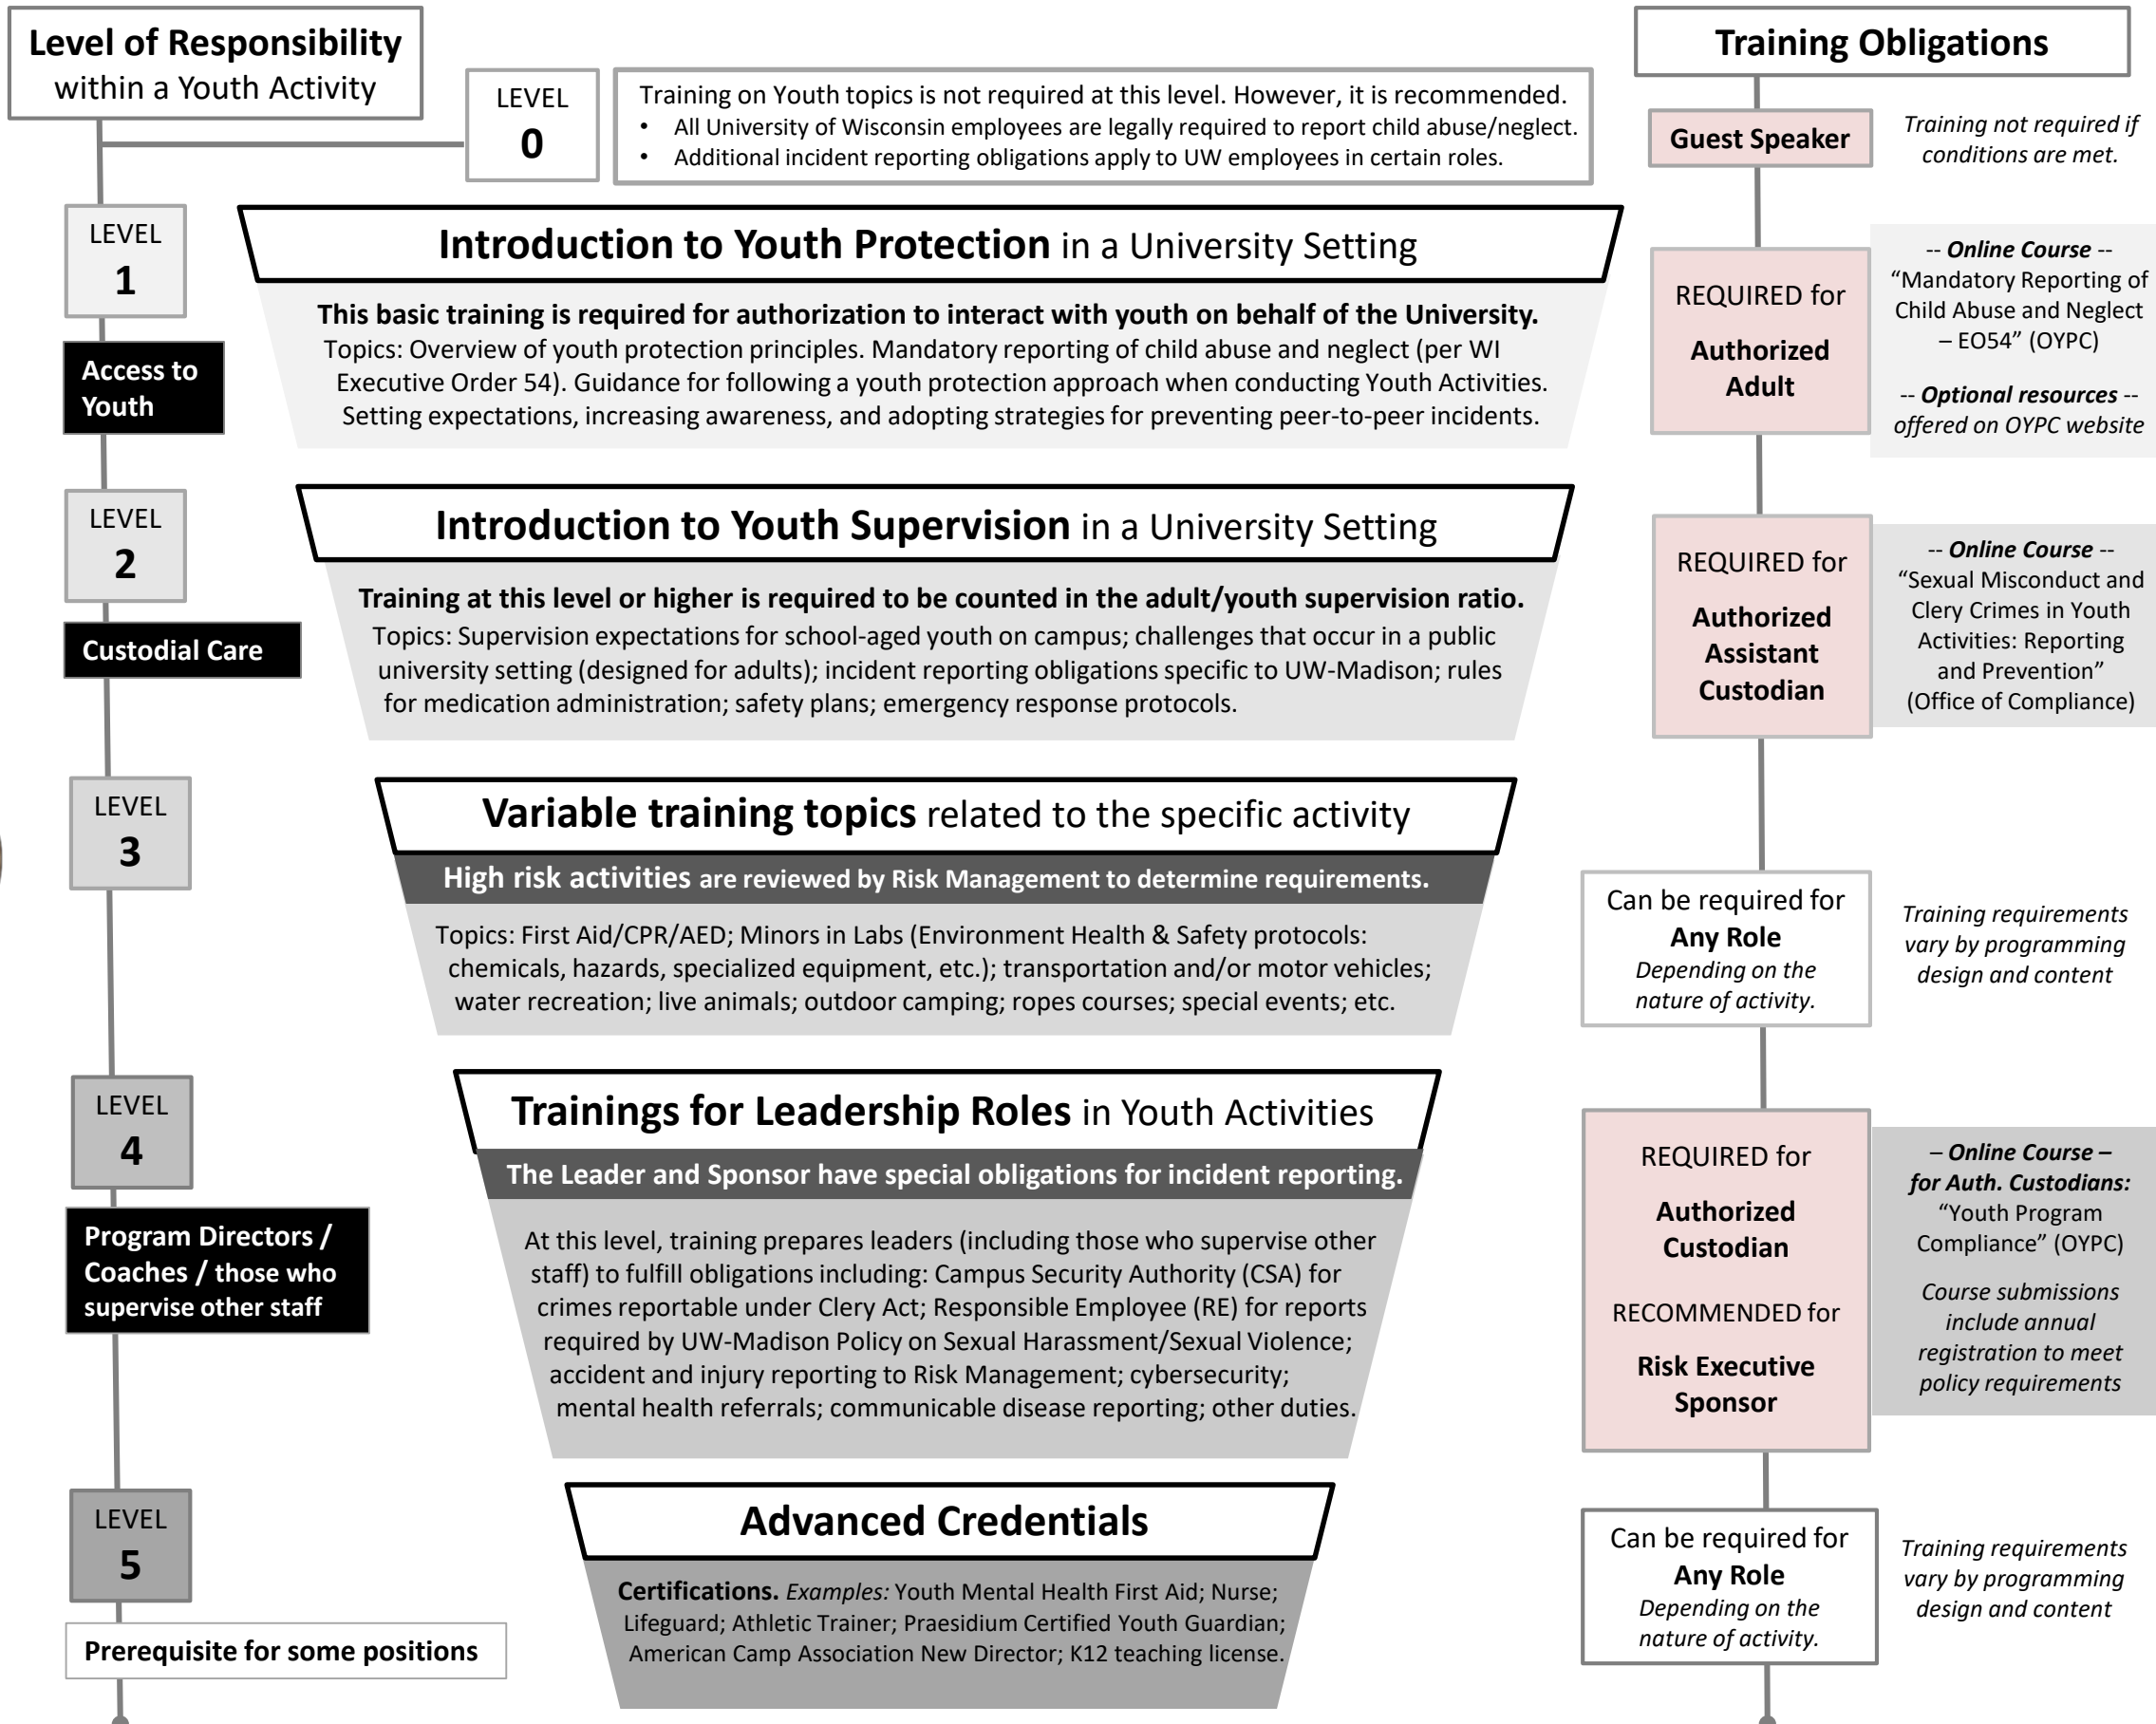 Level of Responsibility
within a Youth Activity
LEVEL
0
Training on Youth topics is not required at this level. However, it is recommended.
• All University of Wisconsin employees are legally required to report child abuse/neglect.
• Additional incident reporting obligations apply to UW employees in certain roles.
Training Obligations
Guest Speaker
Training not required if
conditions are met.
LEVEL
1
Access to
Youth
Introduction to Youth Protection in a University Setting
This basic training is required for authorization to interact with youth on behalf of the University.
Topics: Overview of youth protection principles. Mandatory reporting of child abuse and neglect (per WI
Executive Order 54). Guidance for following a youth protection approach when conducting Youth Activities.
Setting expectations, increasing awareness, and adopting strategies for preventing peer-to-peer incidents.
REQUIRED for
Authorized
Adult
-- Online Course --
“Mandatory Reporting of
Child Abuse and Neglect
– EO54” (OYPC)
-- Optional resources --
offered on OYPC website
LEVEL
2
Custodial Care
Introduction to Youth Supervision in a University Setting
Training at this level or higher is required to be counted in the adult/youth supervision ratio.
Topics: Supervision expectations for school-aged youth on campus; challenges that occur in a public
university setting (designed for adults); incident reporting obligations specific to UW-Madison; rules
for medication administration; safety plans; emergency response protocols.
REQUIRED for
Authorized
Assistant
Custodian
-- Online Course --
“Sexual Misconduct and
Clery Crimes in Youth
Activities: Reporting
and Prevention”
(Office of Compliance)
LEVEL
3
Variable training topics related to the specific activity
High risk activities are reviewed by Risk Management to determine requirements.
Topics: First Aid/CPR/AED; Minors in Labs (Environment Health & Safety protocols:
chemicals, hazards, specialized equipment, etc.); transportation and/or motor vehicles;
water recreation; live animals; outdoor camping; ropes courses; special events; etc.
Can be required for
Any Role
Depending on the
nature of activity.
Training requirements
vary by programming
design and content
LEVEL
4
Program Directors /
Coaches / those who
supervise other staff
Trainings for Leadership Roles in Youth Activities
The Leader and Sponsor have special obligations for incident reporting.
At this level, training prepares leaders (including those who supervise other
staff) to fulfill obligations including: Campus Security Authority (CSA) for
crimes reportable under Clery Act; Responsible Employee (RE) for reports
required by UW-Madison Policy on Sexual Harassment/Sexual Violence;
accident and injury reporting to Risk Management; cybersecurity;
mental health referrals; communicable disease reporting; other duties.
REQUIRED for
Authorized
Custodian
RECOMMENDED for
Risk Executive
Sponsor
– Online Course –
for Auth. Custodians:
“Youth Program
Compliance” (OYPC)
Course submissions
include annual
registration to meet
policy requirements
LEVEL
5
Prerequisite for some positions
Advanced Credentials
Certifications. Examples: Youth Mental Health First Aid; Nurse;
Lifeguard; Athletic Trainer; Praesidium Certified Youth Guardian;
American Camp Association New Director; K12 teaching license.
Can be required for
Any Role
Depending on the
nature of activity.
Training requirements
vary by programming
design and content